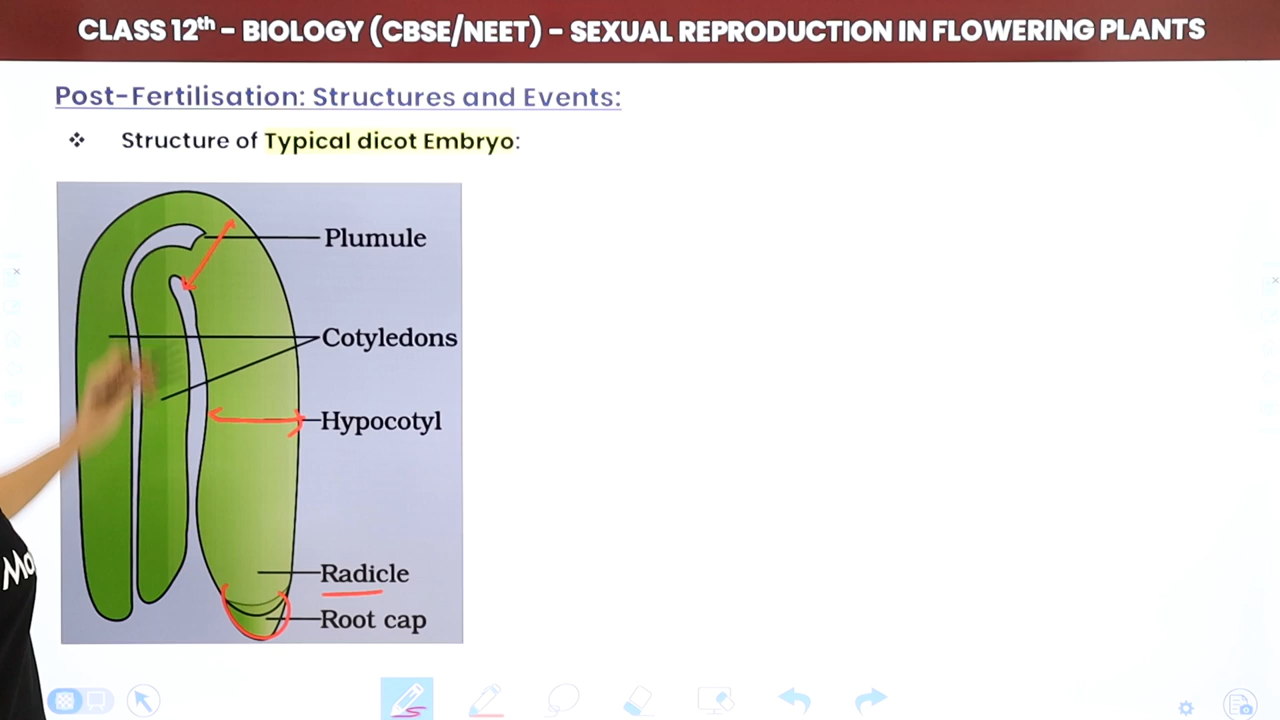 CLASS 12th – BIOLOGY (CBSE/NEET) – SEXUAL REPRODUCTION IN FLOWERING PLANTS
Post-Fertilisation: Structures and Events:
❖ Structure of Typical dicot Embryo:
Plumule
Cotyledons
Hypocotyl
Radicle
Root cap